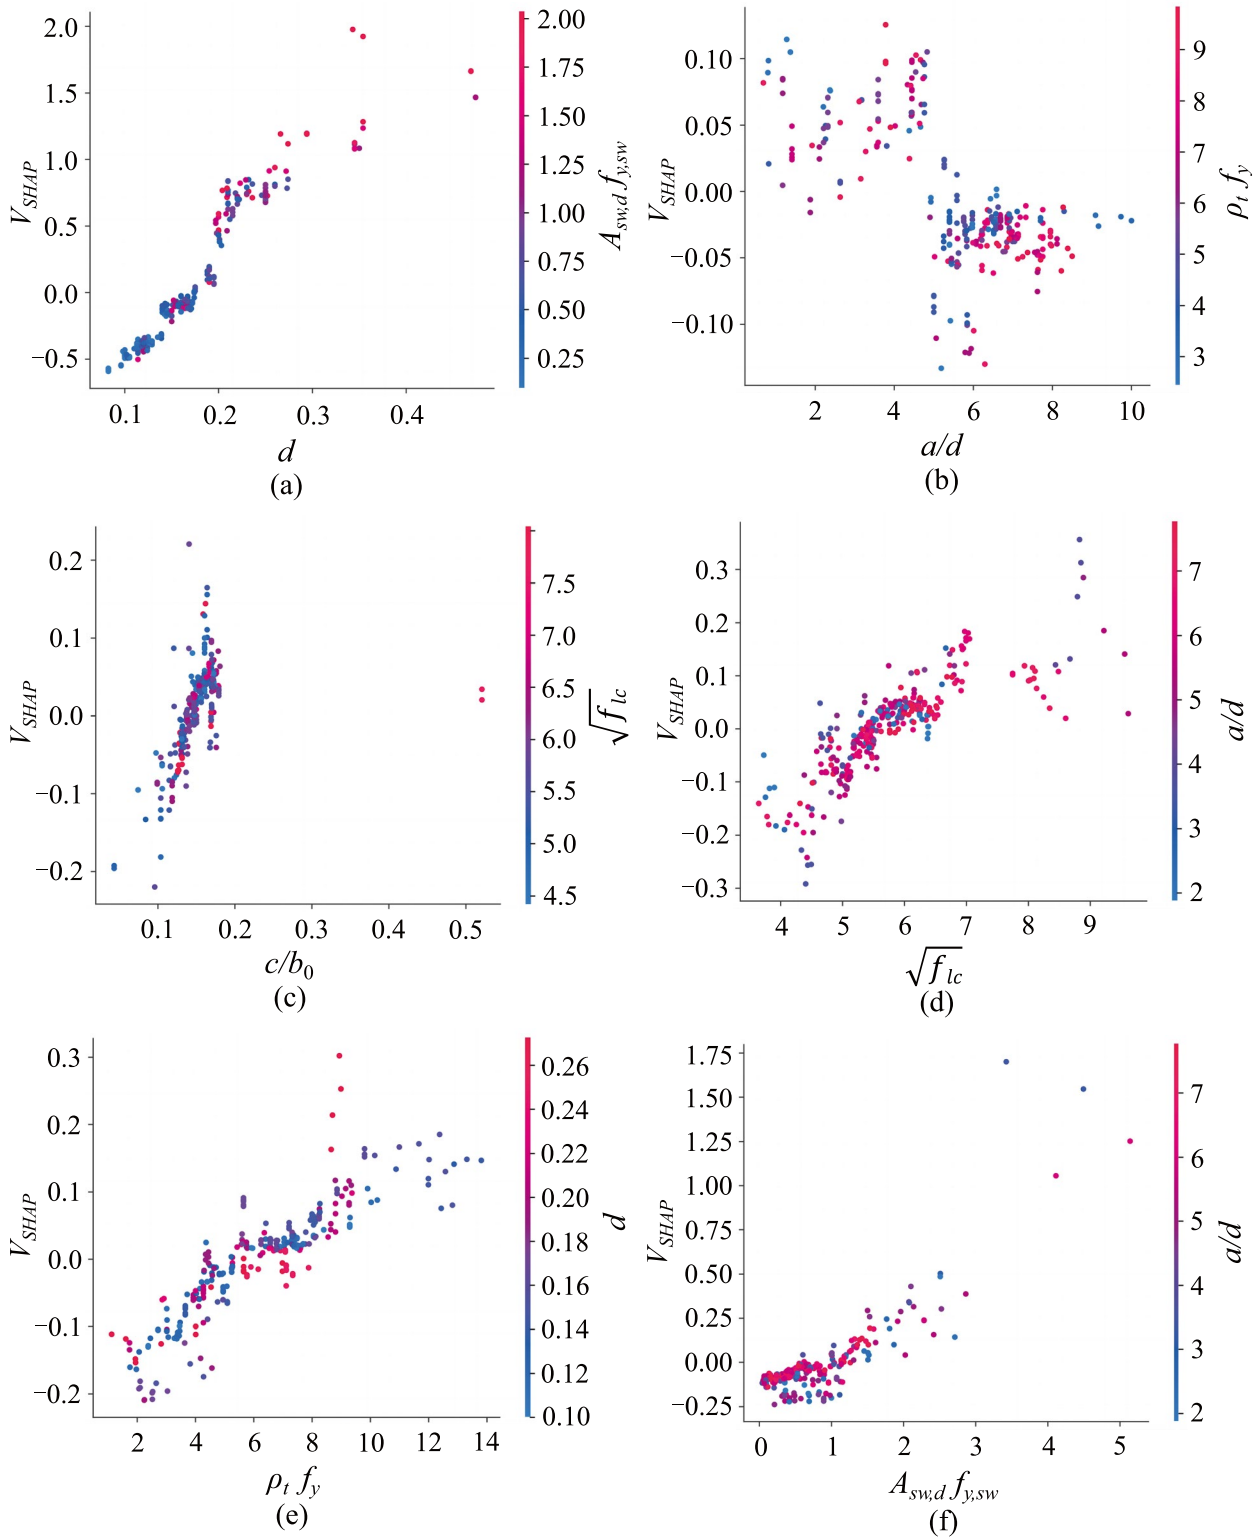 2.0
1.5
1.0
0.5
0.0
−0.5
V_SHAP
0.1 0.2 0.3 0.4
d
(a)
2.00
1.75
1.50
1.25
1.00
0.75
0.50
0.25
A_sw,d f_y,sw
0.10
0.05
0.00
−0.05
−0.10
V_SHAP
2 4 6 8 10
a/d
(b)
9
8
7
6
5
4
3
ρ_t f_y
0.2
0.1
0.0
−0.1
−0.2
V_SHAP
0.1 0.2 0.3 0.4 0.5
c/b_0
(c)
7.5
7.0
6.5
6.0
5.5
5.0
4.5
√f_lc
0.3
0.2
0.1
0.0
−0.1
−0.2
−0.3
V_SHAP
4 5 6 7 8 9
√f_lc
(d)
7
6
5
4
3
2
a/d
0.3
0.2
0.1
0.0
−0.1
−0.2
V_SHAP
2 4 6 8 10 12 14
ρ_t f_y
(e)
0.26
0.24
0.22
0.20
0.18
0.16
0.14
0.12
0.10
d
1.75
1.50
1.25
1.00
0.75
0.50
0.25
0.00
−0.25
V_SHAP
0 1 2 3 4 5
A_sw,d f_y,sw
(f)
7
6
5
4
3
2
a/d